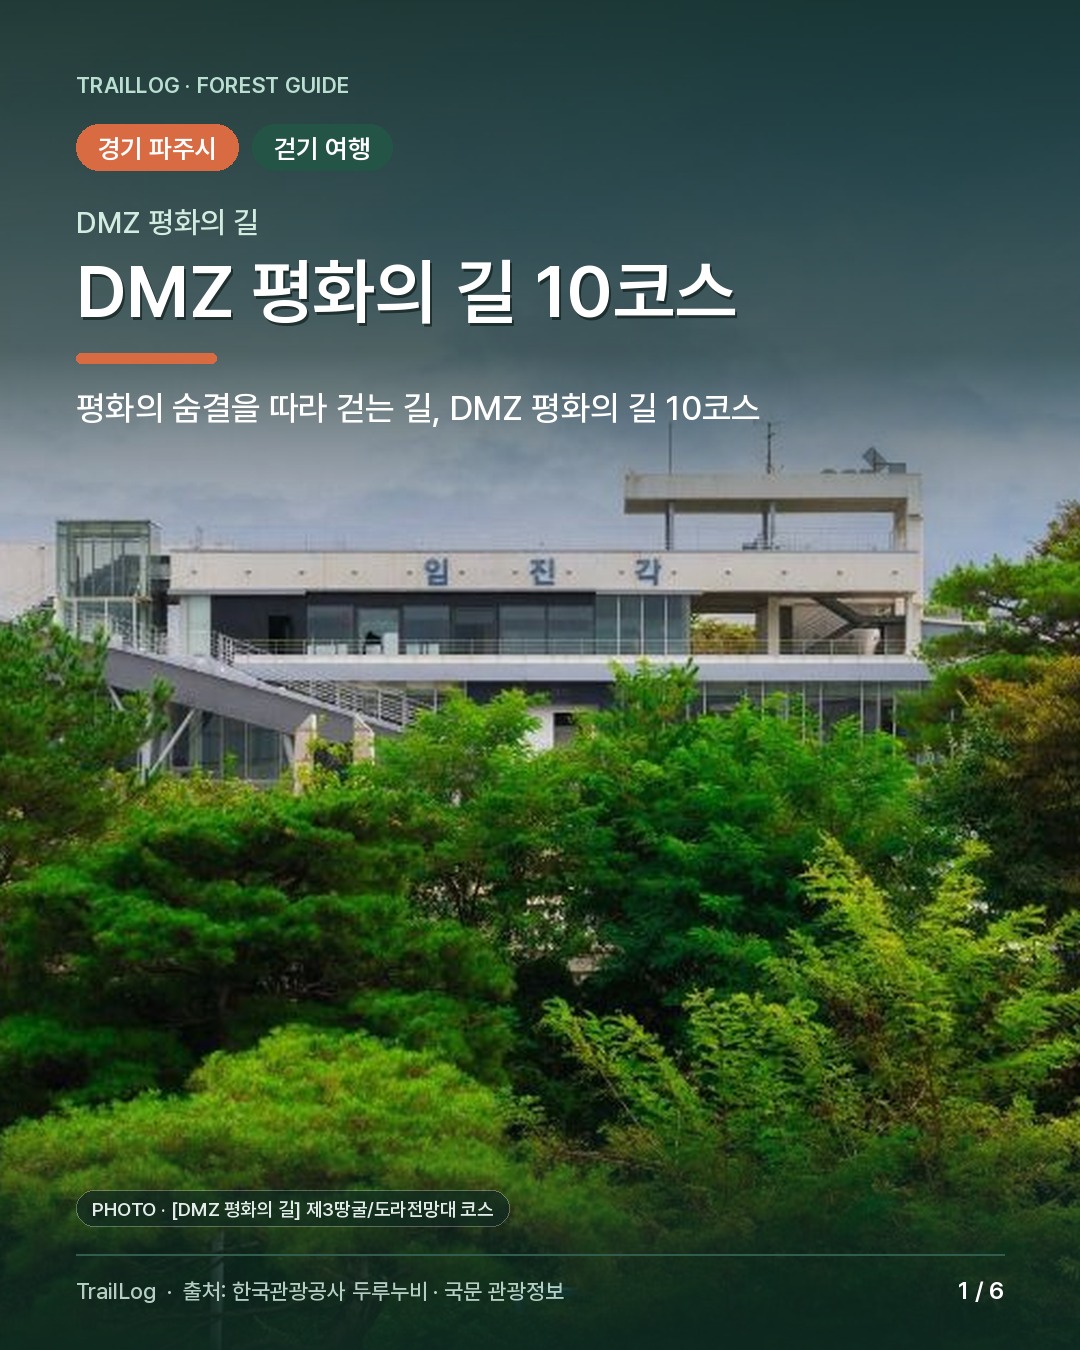 TRAILLOG · FOREST GUIDE
경기 파주시 걷기 여행
DMZ 평화의 길
DMZ 평화의 길 10코스
평화의 숨결을 따라 걷는 길, DMZ 평화의 길 10코스
임진각
PHOTO · [DMZ 평화의 길] 제3땅굴/도라전망대 코스
TrailLog · 출처: 한국관광공사 두루누비 · 국문 관광정보 1 / 6